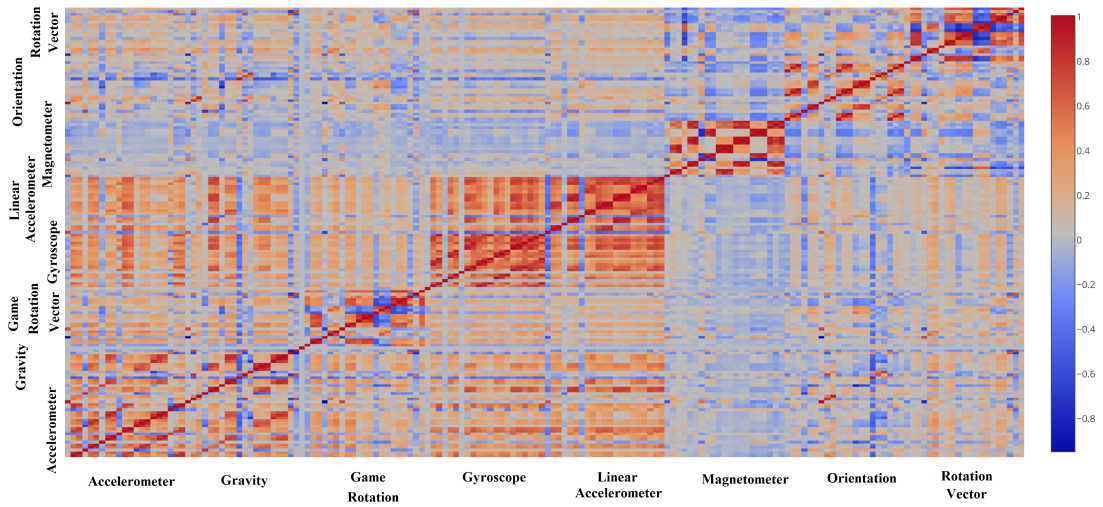 Rotation
Vector
Orientation
Magnetometer
Linear
Accelerometer
Gyroscope
Game
Rotation
Vector
Gravity
Accelerometer
Accelerometer
Gravity
Game
Rotation
Gyroscope
Linear
Accelerometer
Magnetometer
Orientation
Rotation
Vector
1
0.8
0.6
0.4
0.2
0
−0.2
−0.4
−0.6
−0.8